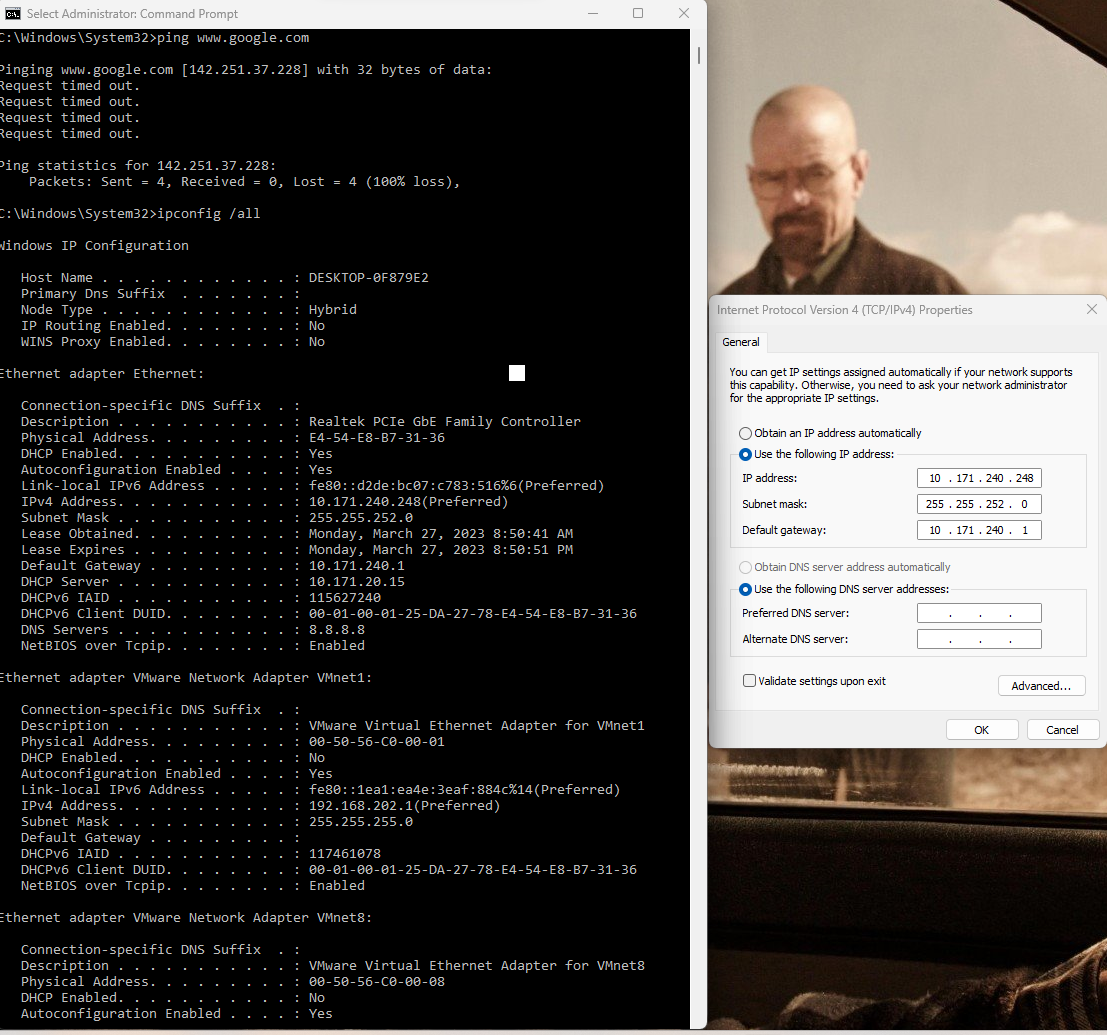 Select Administrator: Command Prompt
C:\Windows\System32>ping www.google.com
Pinging www.google.com [142.251.37.228] with 32 bytes of data:
Request timed out.
Request timed out.
Request timed out.
Request timed out.
Ping statistics for 142.251.37.228:
    Packets: Sent = 4, Received = 0, Lost = 4 (100% loss),
C:\Windows\System32>ipconfig /all
Windows IP Configuration
   Host Name . . . . . . . . . . . . : DESKTOP-0F879E2
   Primary Dns Suffix  . . . . . . . :
   Node Type . . . . . . . . . . . . : Hybrid
   IP Routing Enabled. . . . . . . . : No
   WINS Proxy Enabled. . . . . . . . : No
Ethernet adapter Ethernet:
   Connection-specific DNS Suffix  . :
   Description . . . . . . . . . . . : Realtek PCIe GbE Family Controller
   Physical Address. . . . . . . . . : E4-54-E8-B7-31-36
   DHCP Enabled. . . . . . . . . . . : Yes
   Autoconfiguration Enabled . . . . : Yes
   Link-local IPv6 Address . . . . . : fe80::d2de:bc07:c783:516%6(Preferred)
   IPv4 Address. . . . . . . . . . . : 10.171.240.248(Preferred)
   Subnet Mask . . . . . . . . . . . : 255.255.252.0
   Lease Obtained. . . . . . . . . . : Monday, March 27, 2023 8:50:41 AM
   Lease Expires . . . . . . . . . . : Monday, March 27, 2023 8:50:51 PM
   Default Gateway . . . . . . . . . : 10.171.240.1
   DHCP Server . . . . . . . . . . . : 10.171.20.15
   DHCPv6 IAID . . . . . . . . . . . : 115627240
   DHCPv6 Client DUID. . . . . . . . : 00-01-00-01-25-DA-27-78-E4-54-E8-B7-31-36
   DNS Servers . . . . . . . . . . . : 8.8.8.8
   NetBIOS over Tcpip. . . . . . . . : Enabled
Ethernet adapter VMware Network Adapter VMnet1:
   Connection-specific DNS Suffix  . :
   Description . . . . . . . . . . . : VMware Virtual Ethernet Adapter for VMnet1
   Physical Address. . . . . . . . . : 00-50-56-C0-00-01
   DHCP Enabled. . . . . . . . . . . : No
   Autoconfiguration Enabled . . . . : Yes
   Link-local IPv6 Address . . . . . : fe80::1ea1:ea4e:3eaf:884c%14(Preferred)
   IPv4 Address. . . . . . . . . . . : 192.168.202.1(Preferred)
   Subnet Mask . . . . . . . . . . . : 255.255.255.0
   Default Gateway . . . . . . . . . :
   DHCPv6 IAID . . . . . . . . . . . : 117461078
   DHCPv6 Client DUID. . . . . . . . : 00-01-00-01-25-DA-27-78-E4-54-E8-B7-31-36
   NetBIOS over Tcpip. . . . . . . . : Enabled
Ethernet adapter VMware Network Adapter VMnet8:
   Connection-specific DNS Suffix  . :
   Description . . . . . . . . . . . : VMware Virtual Ethernet Adapter for VMnet8
   Physical Address. . . . . . . . . : 00-50-56-C0-00-08
   DHCP Enabled. . . . . . . . . . . : No
   Autoconfiguration Enabled . . . . : Yes
Internet Protocol Version 4 (TCP/IPv4) Properties
General
You can get IP settings assigned automatically if your network supports
this capability. Otherwise, you need to ask your network administrator
for the appropriate IP settings.
Obtain an IP address automatically
Use the following IP address:
IP address: 10 . 171 . 240 . 248
Subnet mask: 255 . 255 . 252 . 0
Default gateway: 10 . 171 . 240 . 1
Obtain DNS server address automatically
Use the following DNS server addresses:
Preferred DNS server: . . .
Alternate DNS server: . . .
Validate settings upon exit
Advanced...
OK Cancel